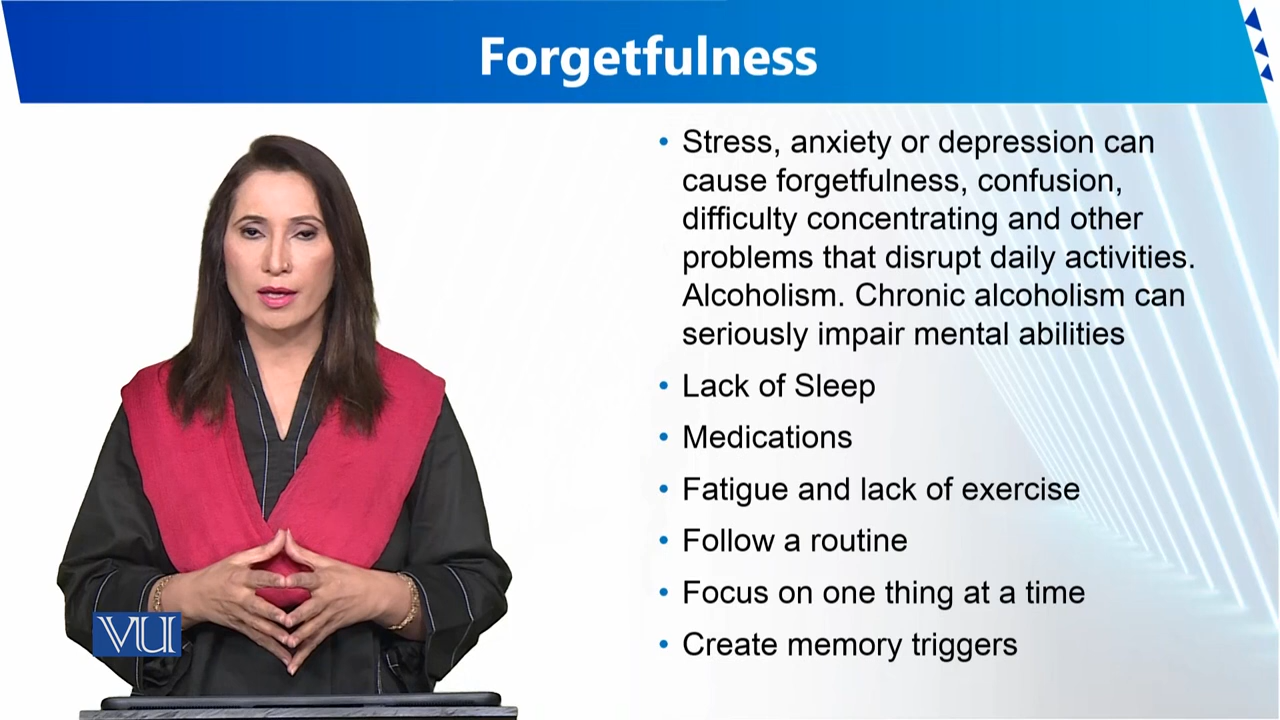 Forgetfulness
• Stress, anxiety or depression can
cause forgetfulness, confusion,
difficulty concentrating and other
problems that disrupt daily activities.
Alcoholism. Chronic alcoholism can
seriously impair mental abilities
• Lack of Sleep
• Medications
• Fatigue and lack of exercise
• Follow a routine
• Focus on one thing at a time
• Create memory triggers
VU